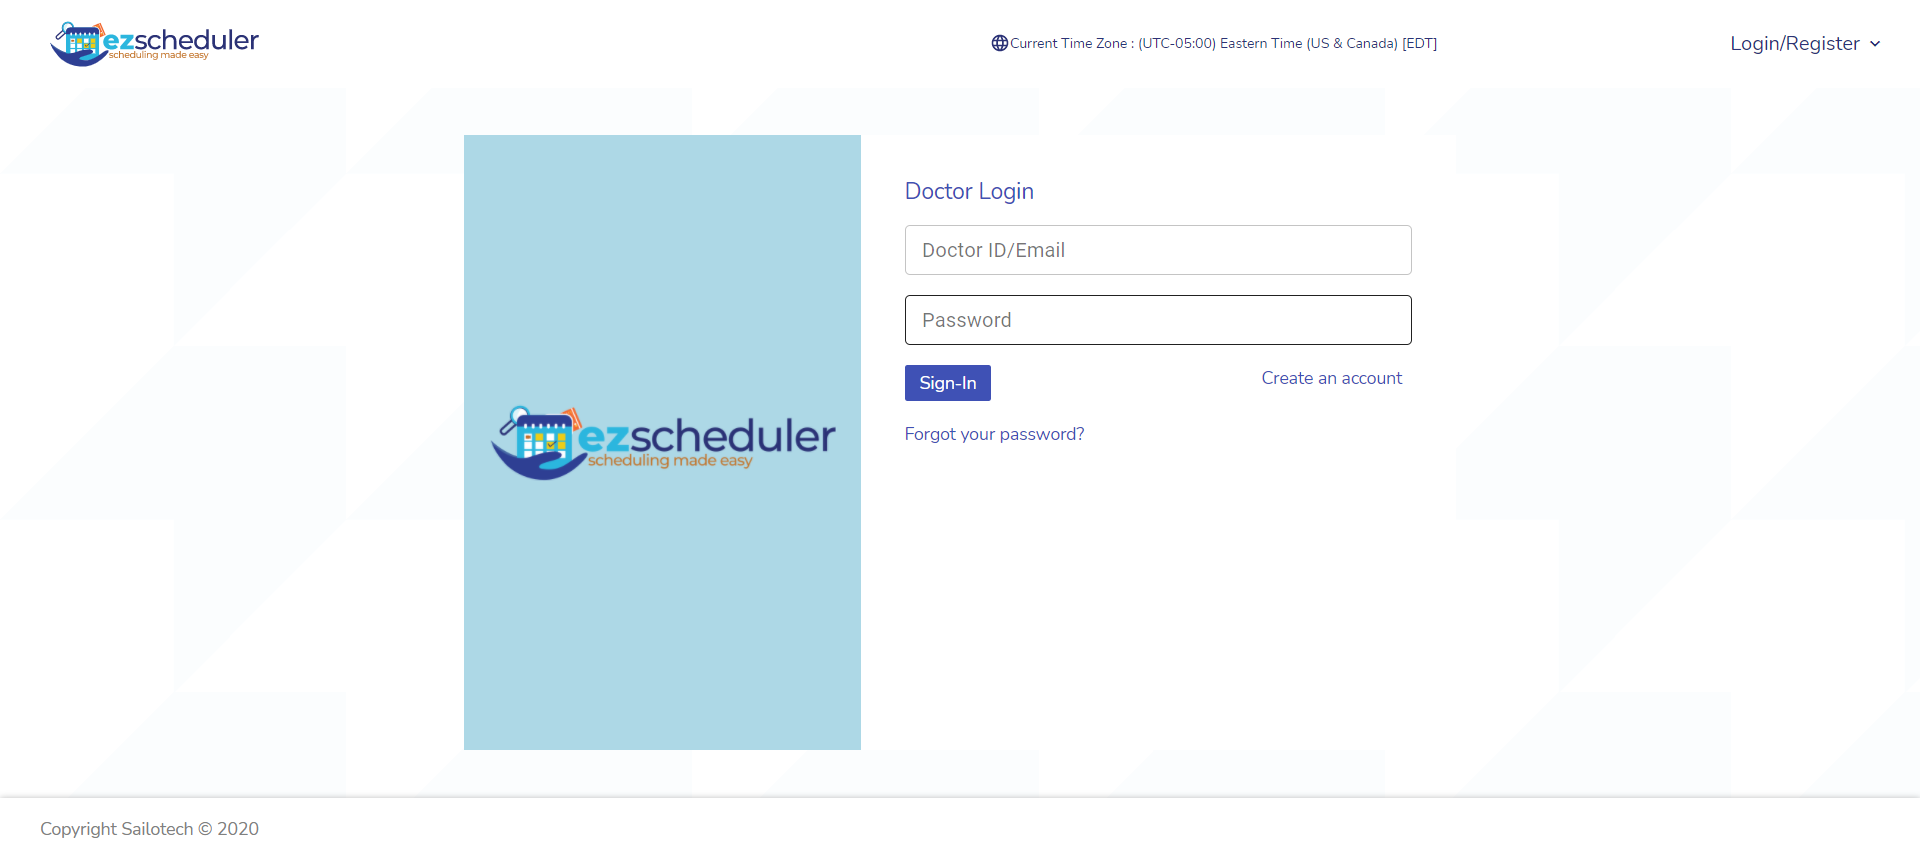 ezscheduler
scheduling made easy
Current Time Zone : (UTC-05:00) Eastern Time (US & Canada) [EDT]
Login/Register
ezscheduler
scheduling made easy
Doctor Login
Doctor ID/Email
Password
Sign-In
Create an account
Forgot your password?
Copyright Sailotech © 2020